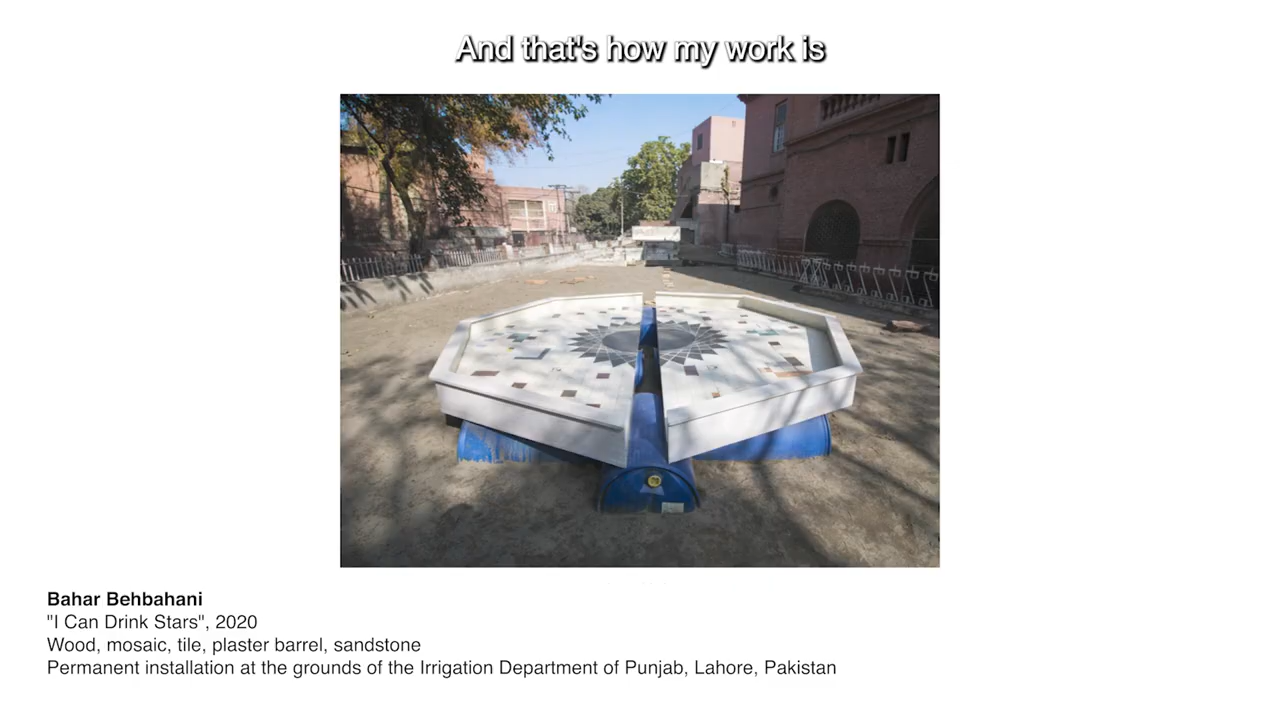 And that's how my work is
Bahar Behbahani
"I Can Drink Stars", 2020
Wood, mosaic, tile, plaster barrel, sandstone
Permanent installation at the grounds of the Irrigation Department of Punjab, Lahore, Pakistan